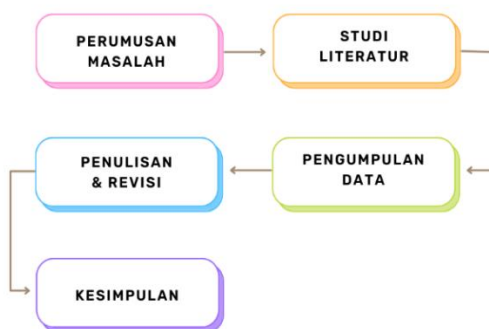 PERUMUSAN
MASALAH
STUDI
LITERATUR
PENGUMPULAN
DATA
PENULISAN
& REVISI
KESIMPULAN